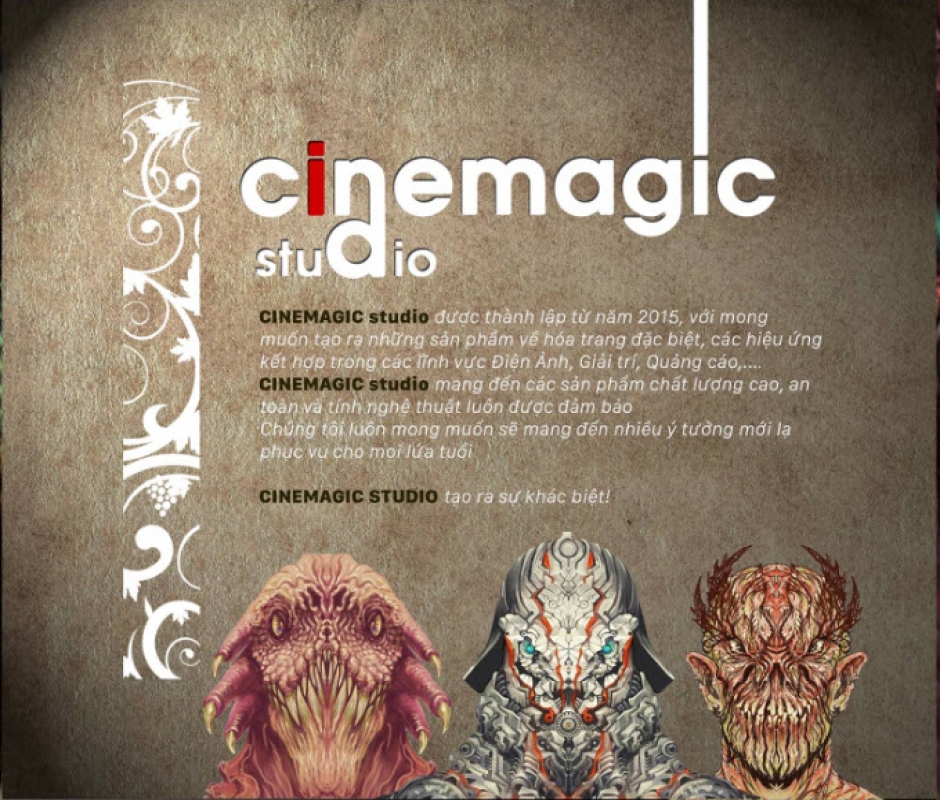 cinemagic
studio
CINEMAGIC studio được thành lập từ năm 2015, với mong
muốn tạo ra những sản phẩm về hóa trang đặc biệt, các hiệu ứng
kết hợp trong các lĩnh vực Điện Ảnh, Giải trí, Quảng cáo,....
CINEMAGIC studio mang đến các sản phẩm chất lượng cao, an
toàn và tính nghệ thuật luôn được đảm bảo
Chúng tôi luôn mong muốn sẽ mang đến nhiều ý tưởng mới lạ
phục vụ cho mọi lứa tuổi
CINEMAGIC STUDIO tạo ra sự khác biệt!